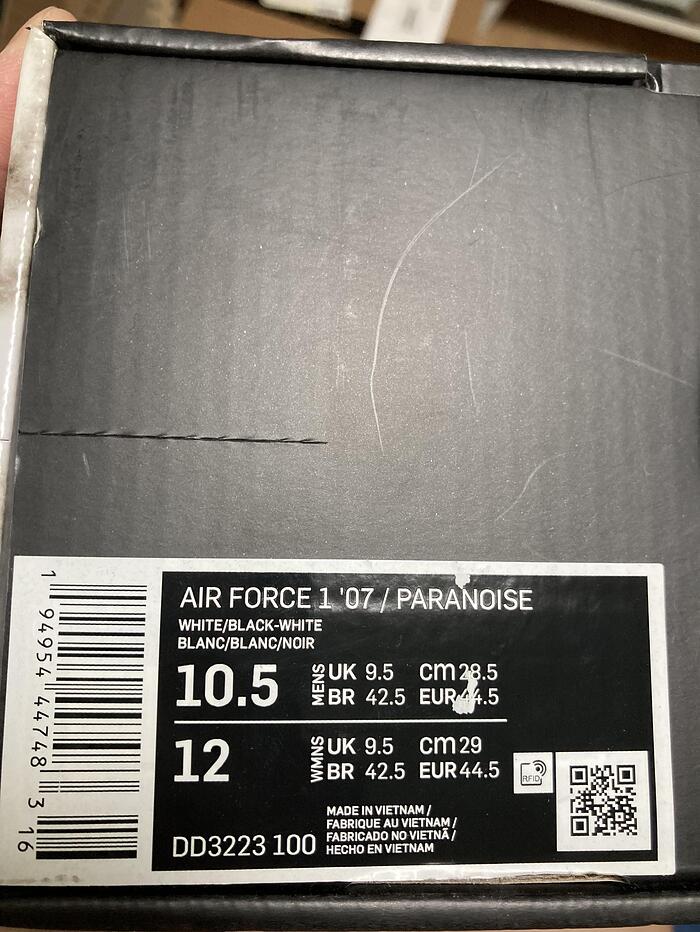 AIR FORCE 1 '07 / PARANOISE
WHITE/BLACK-WHITE
BLANC/BLANC/NOIR
10.5 MENS UK 9.5 cm 28.5
BR 42.5 EUR 44.5
12 WMNS UK 9.5 cm 29
BR 42.5 EUR 44.5
RFID
MADE IN VIETNAM /
FABRIQUE AU VIETNAM /
FABRICADO NO VIETNÃ /
HECHO EN VIETNAM
DD3223 100
1 94954 44748 3 16